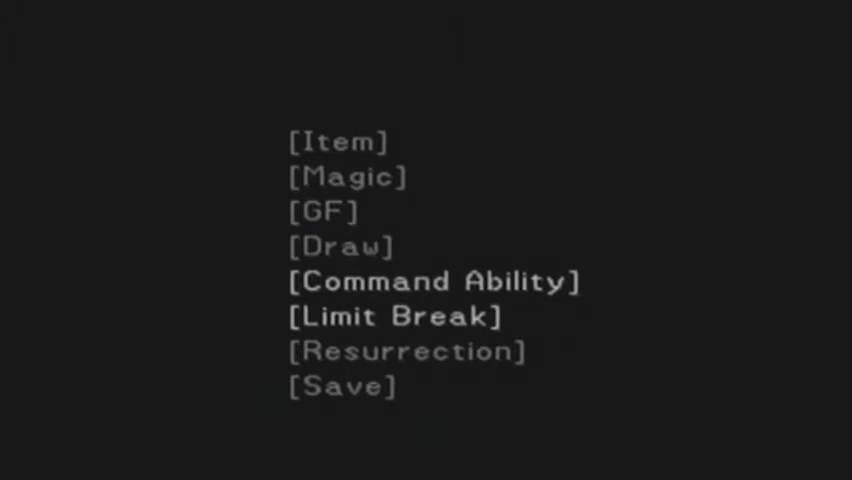 [Item]
[Magic]
[GF]
[Draw]
[Command Ability]
[Limit Break]
[Resurrection]
[Save]